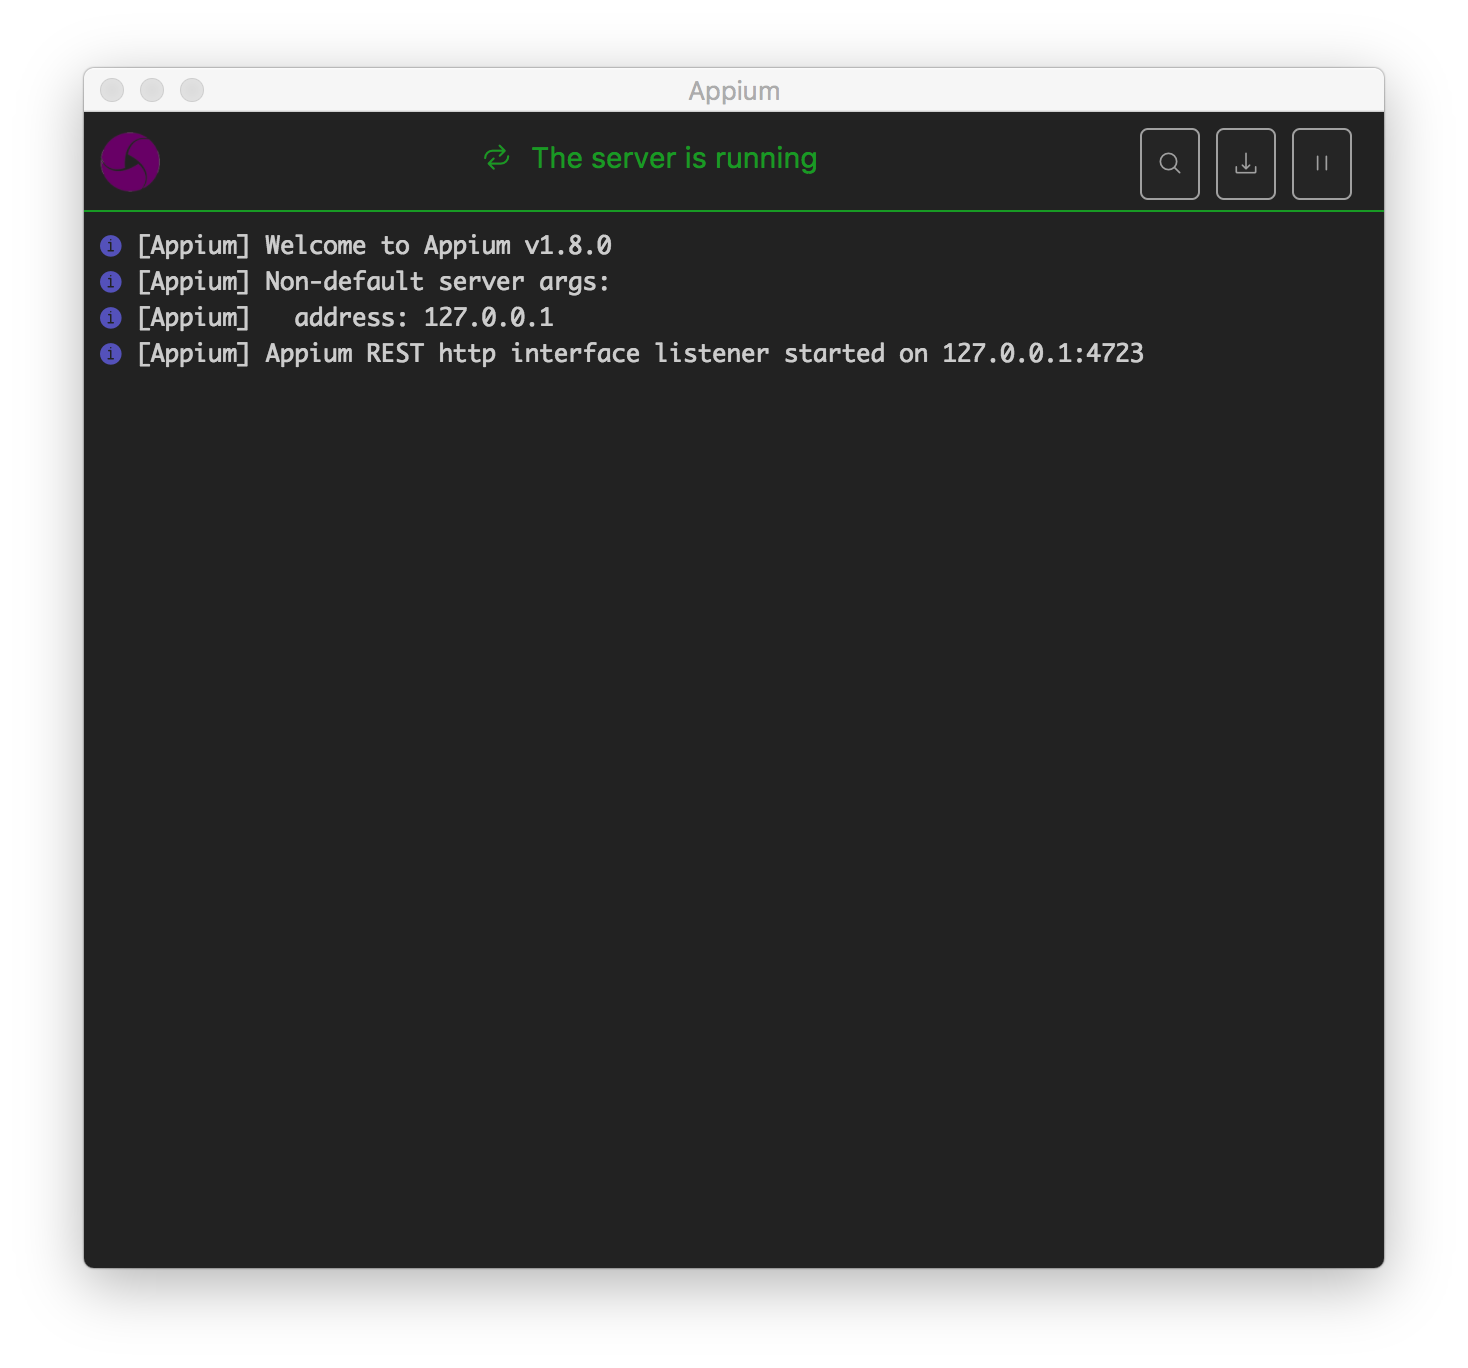 Appium
The server is running
[Appium] Welcome to Appium v1.8.0
[Appium] Non-default server args:
[Appium]   address: 127.0.0.1
[Appium] Appium REST http interface listener started on 127.0.0.1:4723